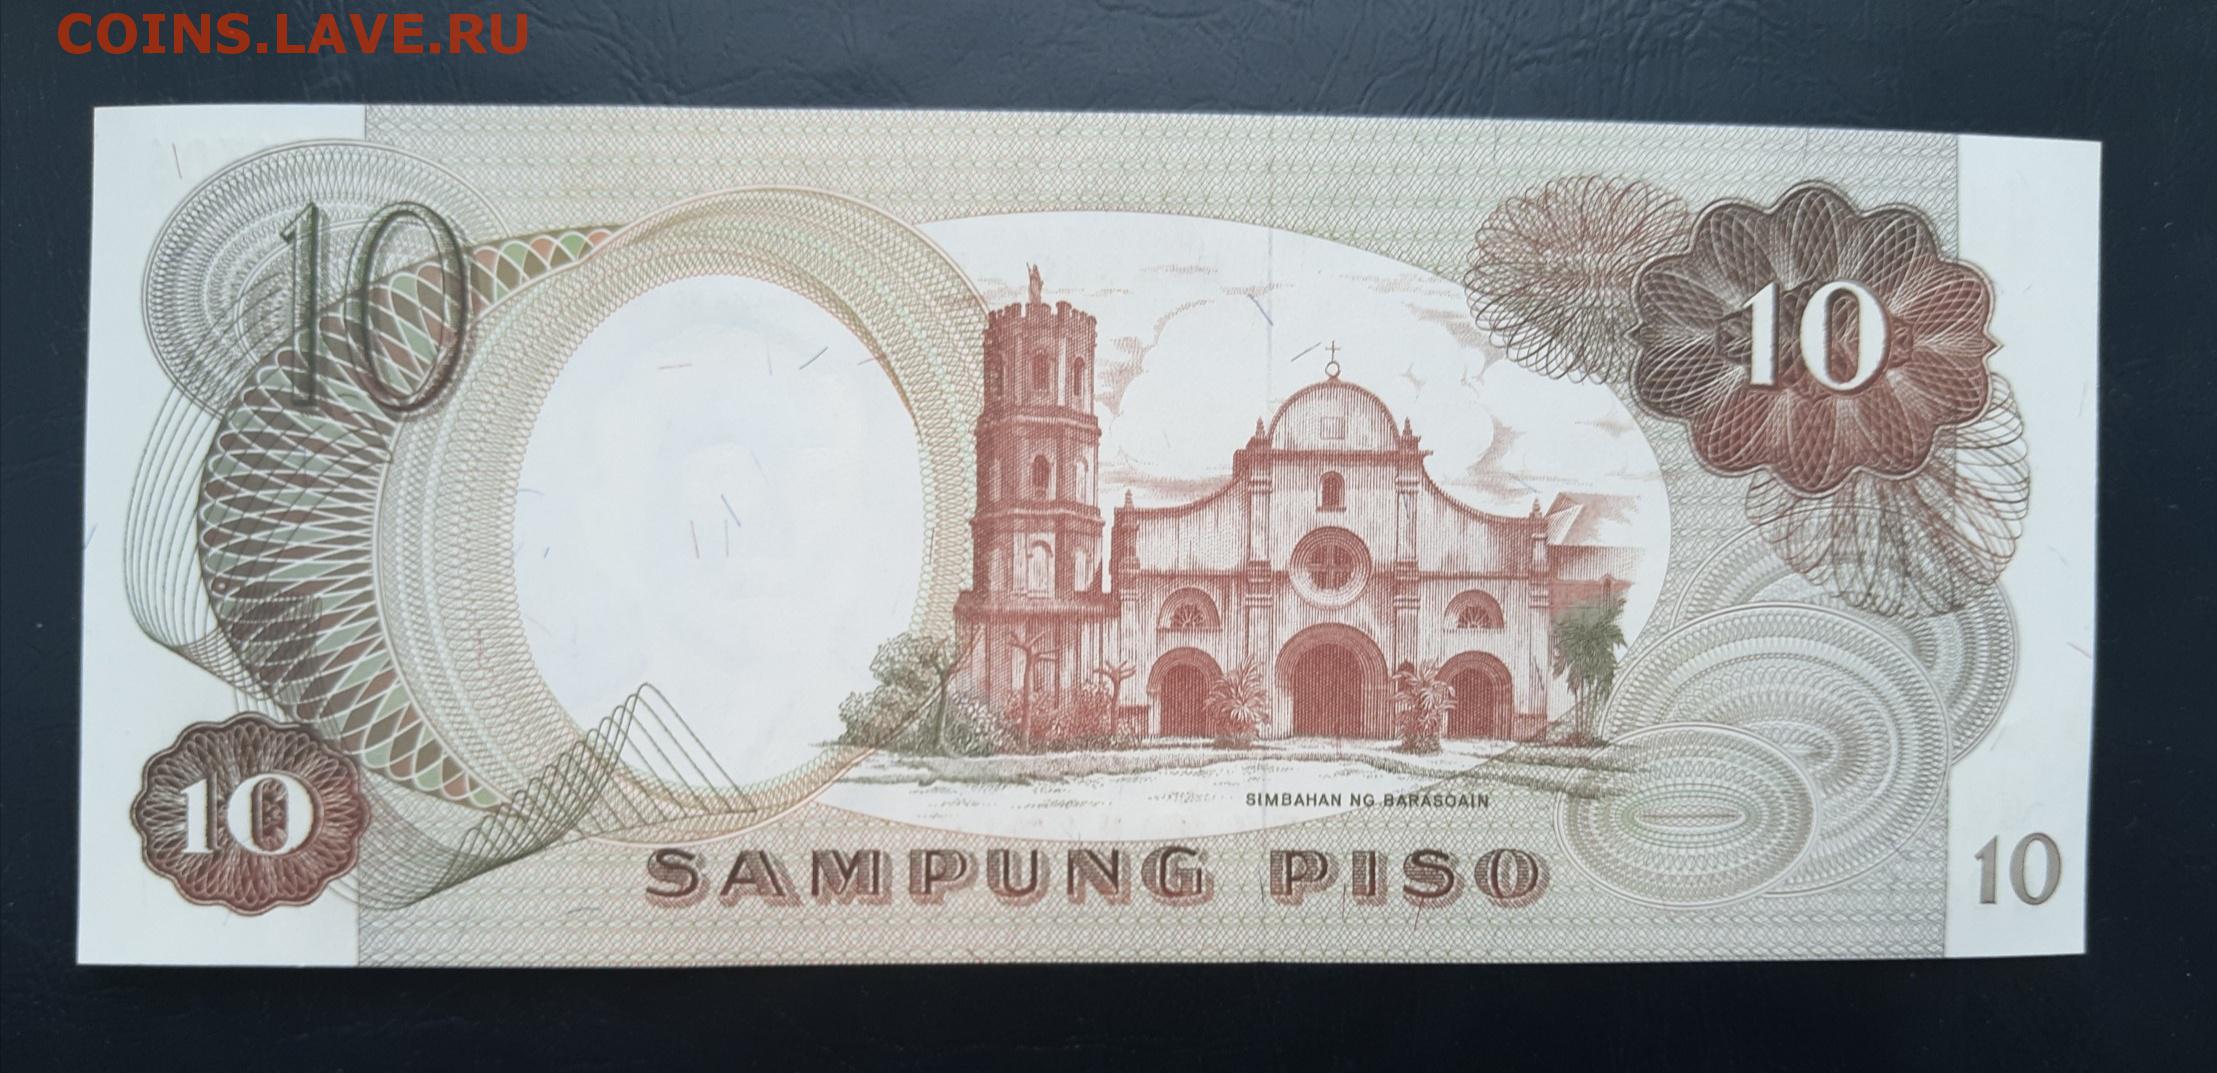 COINS.LAVE.RU
10
10
10
SIMBAHAN NG BARASOAIN
SAMPUNG PISO
10